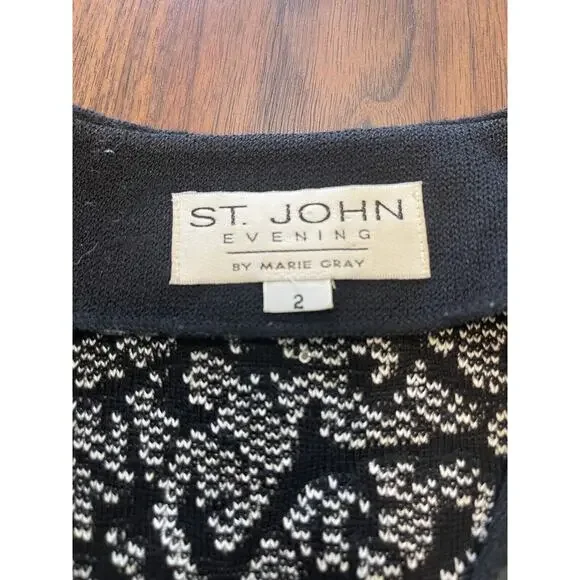 ST. JOHN
EVENING
BY MARIE GRAY
2